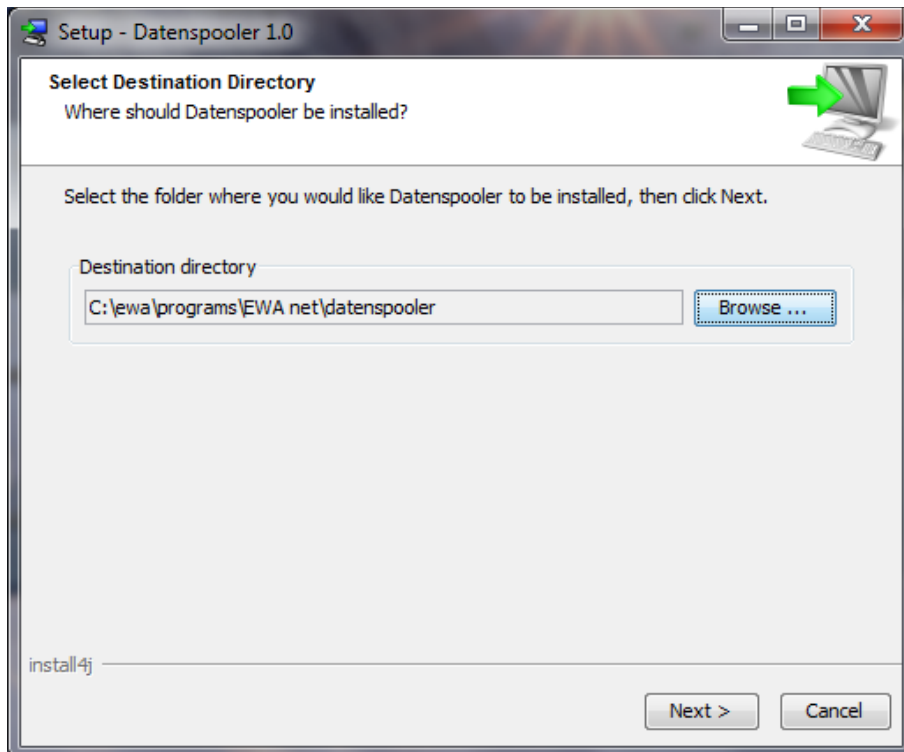 Setup - Datenspooler 1.0
Select Destination Directory
Where should Datenspooler be installed?
Select the folder where you would like Datenspooler to be installed, then click Next.
Destination directory
C:\ewa\programs\EWA net\datenspooler
Browse ...
install4j
Next >
Cancel